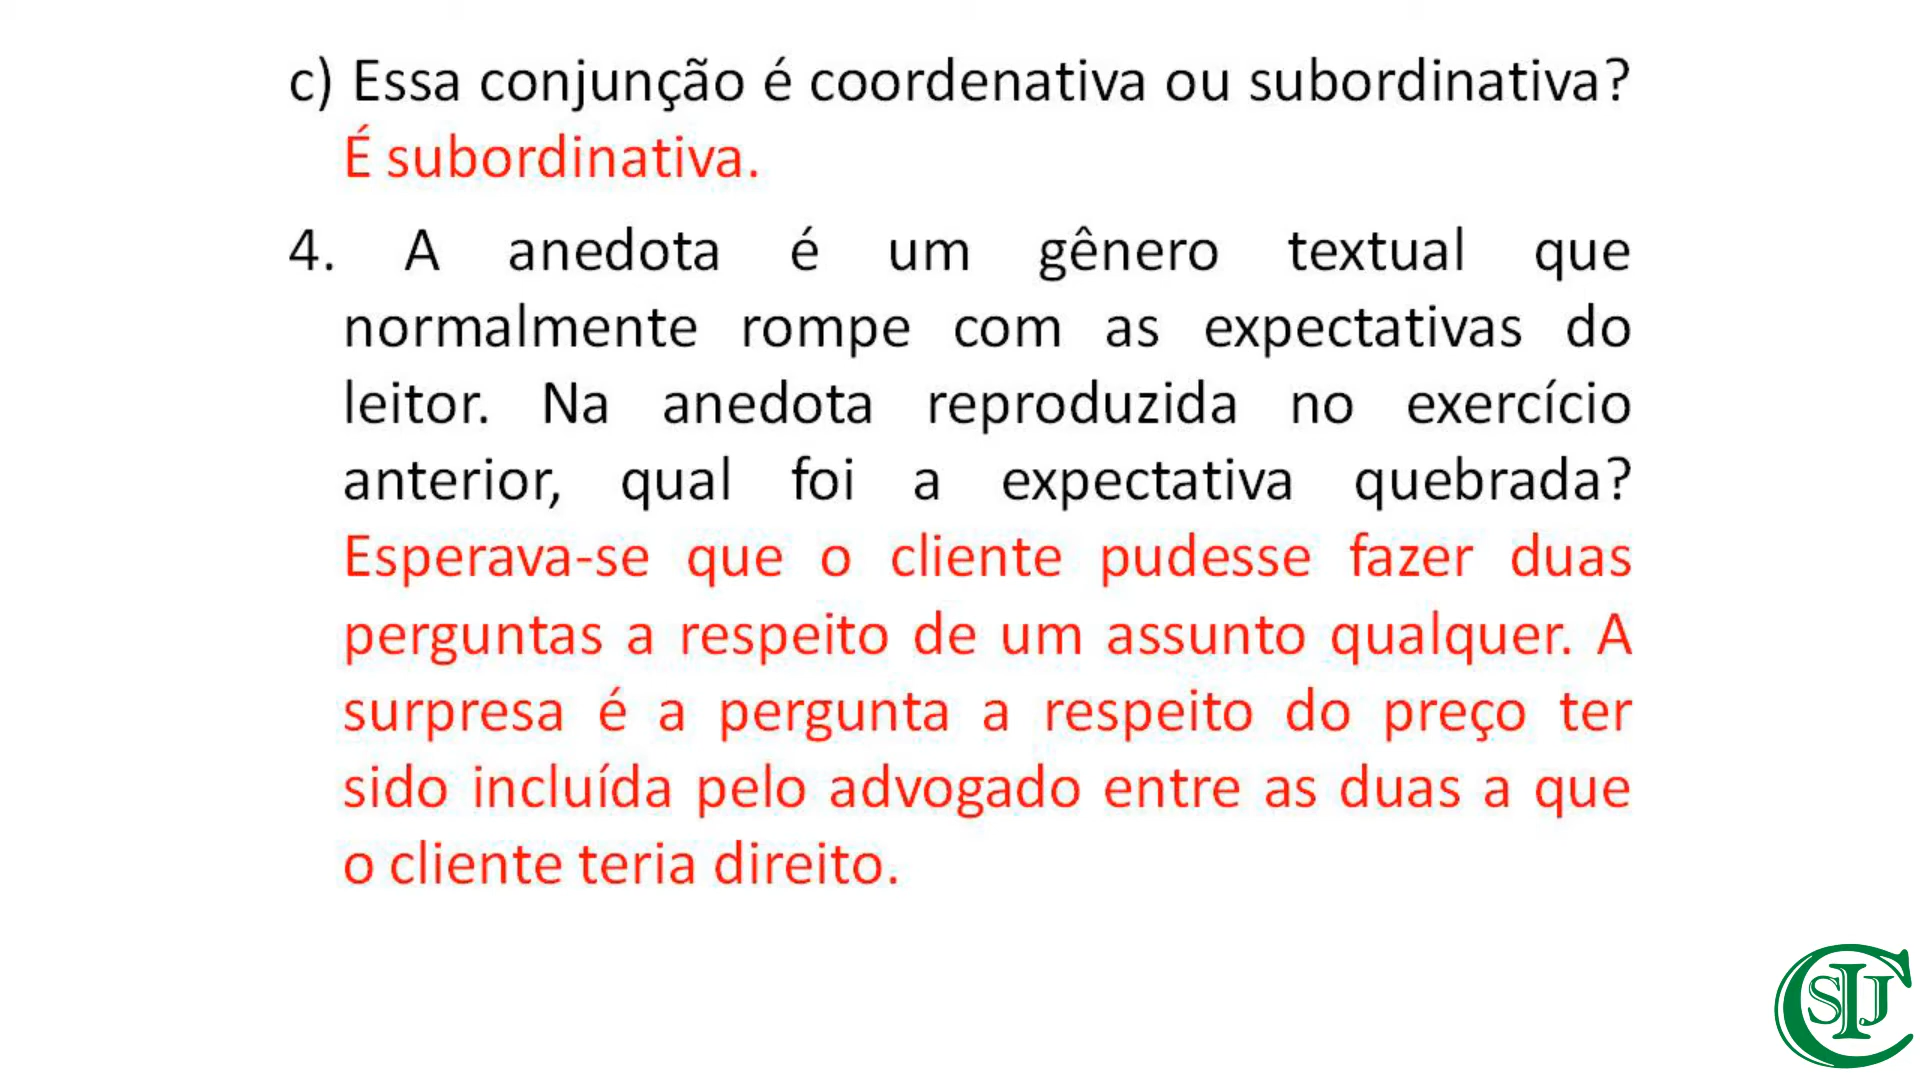 c) Essa conjunção é coordenativa ou subordinativa?
É subordinativa.
4. A anedota é um gênero textual que
normalmente rompe com as expectativas do
leitor. Na anedota reproduzida no exercício
anterior, qual foi a expectativa quebrada?
Esperava-se que o cliente pudesse fazer duas
perguntas a respeito de um assunto qualquer. A
surpresa é a pergunta a respeito do preço ter
sido incluída pelo advogado entre as duas a que
o cliente teria direito.
CSIJ